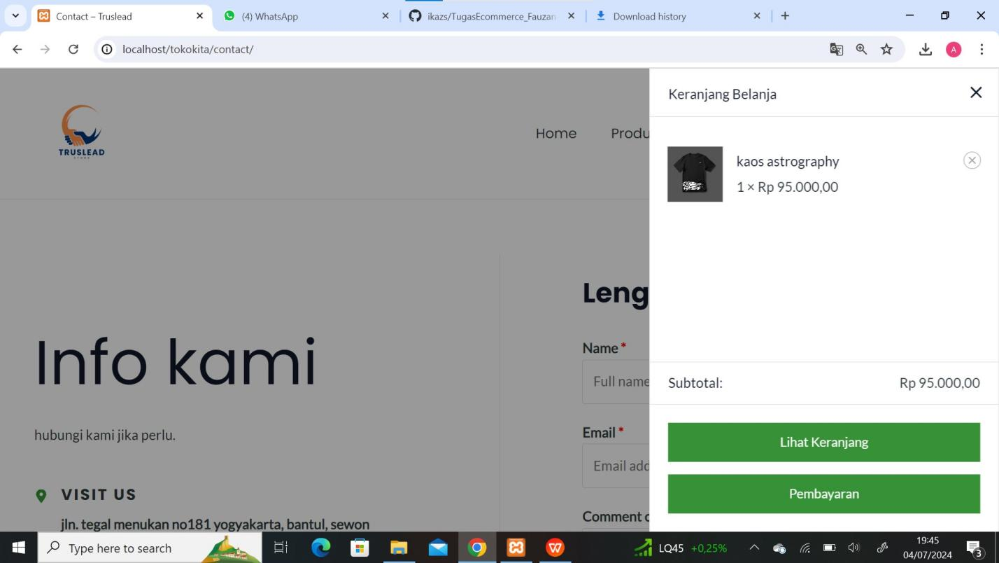 Contact – Truslead
(4) WhatsApp
ikazs/TugasEcommerce_Fauzan
Download history
localhost/tokokita/contact/
A
TRUSLEAD
STORE
Home
Produ
Keranjang Belanja
kaos astrography
1 × Rp 95.000,00
Leng
Info kami
Name *
Full name
Subtotal:
Rp 95.000,00
hubungi kami jika perlu.
Email *
Email add
Lihat Keranjang
VISIT US
Pembayaran
jln. tegal menukan no181 yogyakarta, bantul, sewon
Comment o
Type here to search
LQ45 +0,25%
19:45
04/07/2024
3